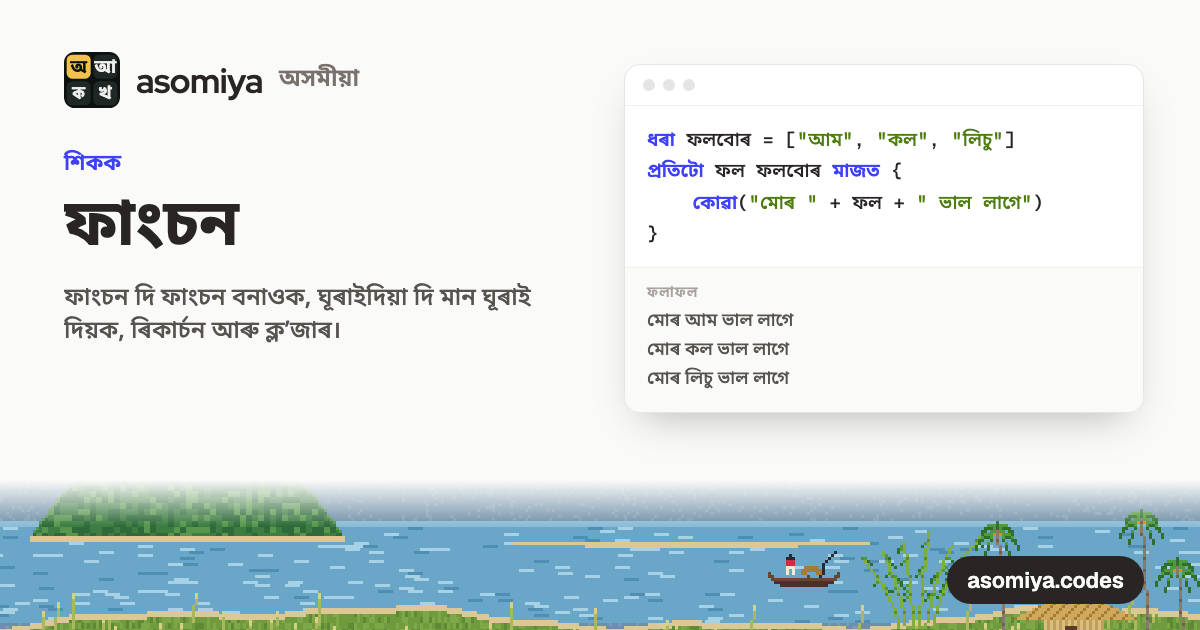 অ আ
ক খ
asomiya অসমীয়া
শিকক
ফাংচন
ফাংচন দি ফাংচন বনাওক, ঘূৰাইদিয়া দি মান ঘূৰাই
দিয়ক, ৰিকাৰ্চন আৰু ক্ল'জাৰ।
ধৰা ফলবোৰ = ["আম", "কল", "লিচু"]
প্ৰতিটো ফল ফলবোৰ মাজত {
কোৱা("মোৰ " + ফল + " ভাল লাগে")
}
ফলাফল
মোৰ আম ভাল লাগে
মোৰ কল ভাল লাগে
মোৰ লিচু ভাল লাগে
asomiya.codes